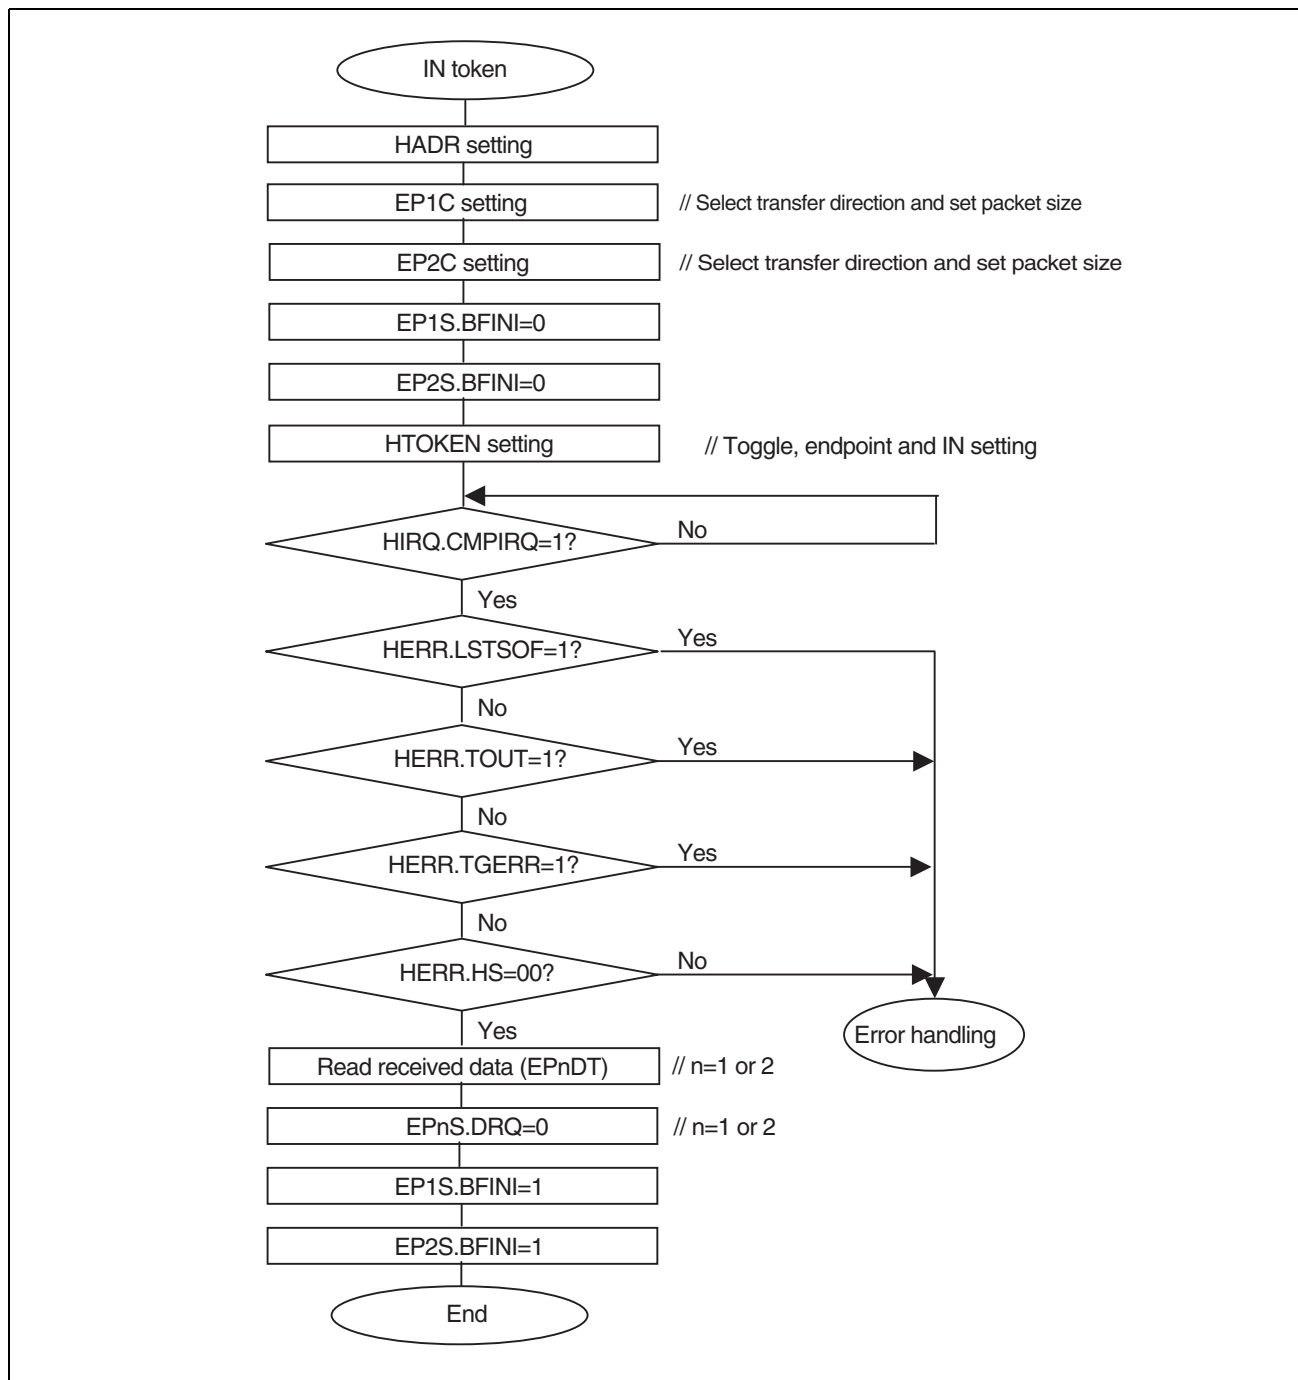 IN token
HADR setting
EP1C setting // Select transfer direction and set packet size
EP2C setting // Select transfer direction and set packet size
EP1S.BFINI=0
EP2S.BFINI=0
HTOKEN setting // Toggle, endpoint and IN setting
HIRQ.CMPIRQ=1? No
Yes
HERR.LSTSOF=1? Yes
No
HERR.TOUT=1? Yes
No
HERR.TGERR=1? Yes
No
HERR.HS=00? No
Yes
Error handling
Read received data (EPnDT) // n=1 or 2
EPnS.DRQ=0 // n=1 or 2
EP1S.BFINI=1
EP2S.BFINI=1
End